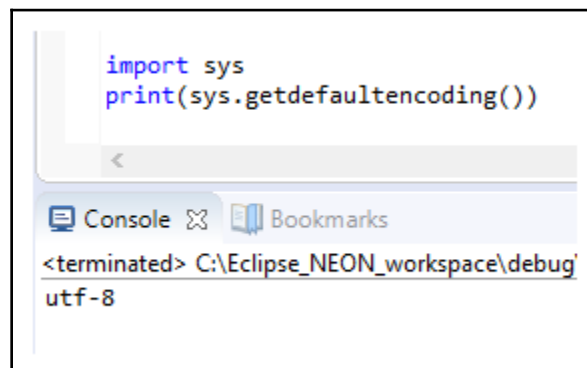 import sys
print(sys.getdefaultencoding())
<
Console Bookmarks
<terminated> C:\Eclipse_NEON_workspace\debug\
utf-8